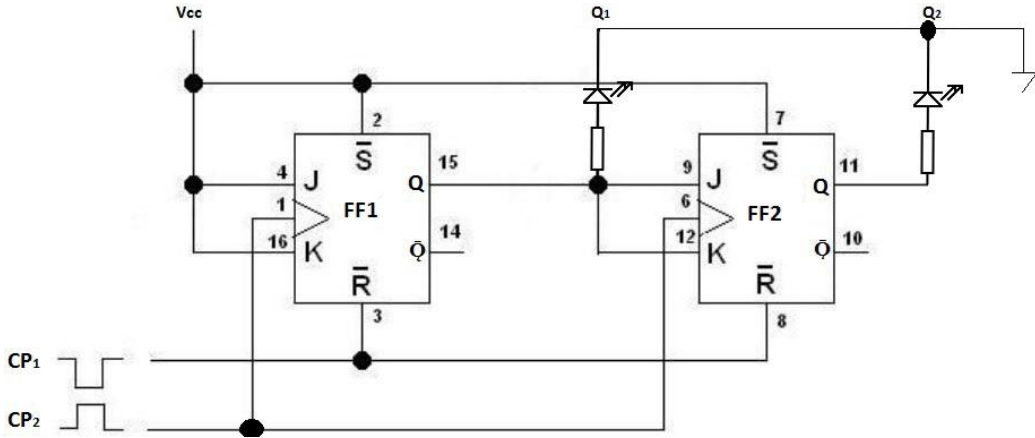 Vcc
Q1
Q2
2
7
S̅
S̅
4
J
15
Q
9
J
11
Q
1
FF1
6
FF2
16
K
14
Q̅
12
K
10
Q̅
R̅
R̅
3
8
CP1
CP2